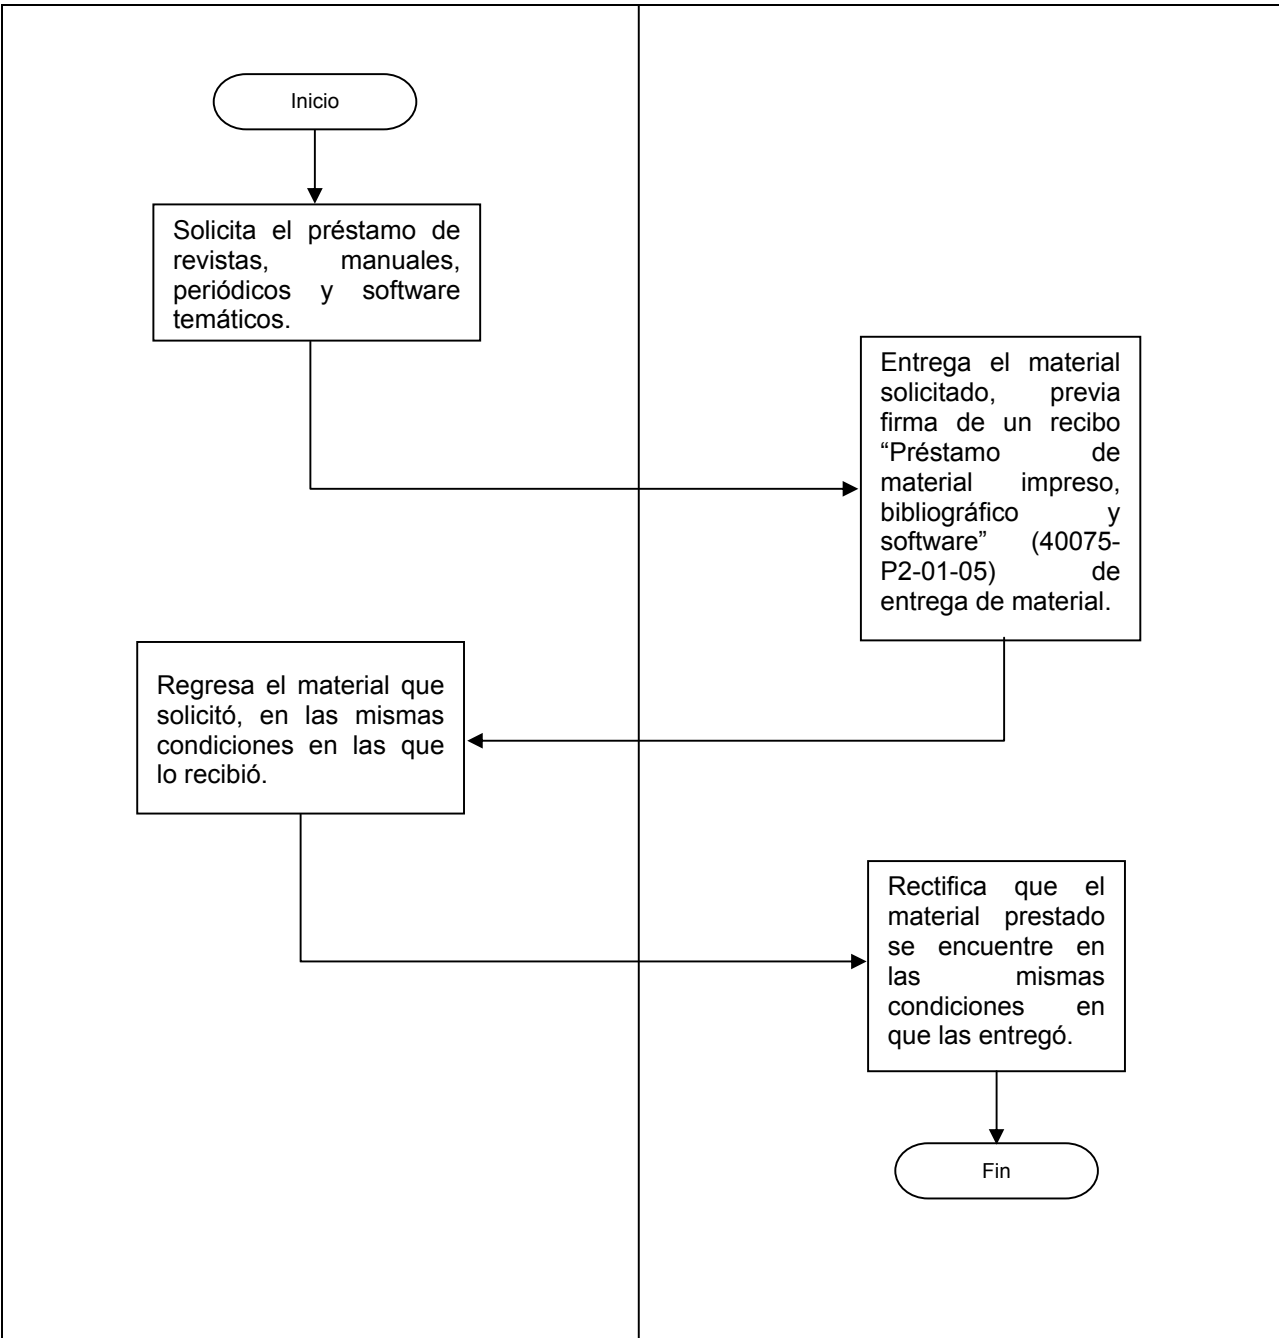 Inicio
Solicita el préstamo de
revistas, manuales,
periódicos y software
temáticos.
Entrega el material
solicitado, previa
firma de un recibo
“Préstamo de
material impreso,
bibliográfico y
software” (40075-
P2-01-05) de
entrega de material.
Regresa el material que
solicitó, en las mismas
condiciones en las que
lo recibió.
Rectifica que el
material prestado
se encuentre en
las mismas
condiciones en
que las entregó.
Fin